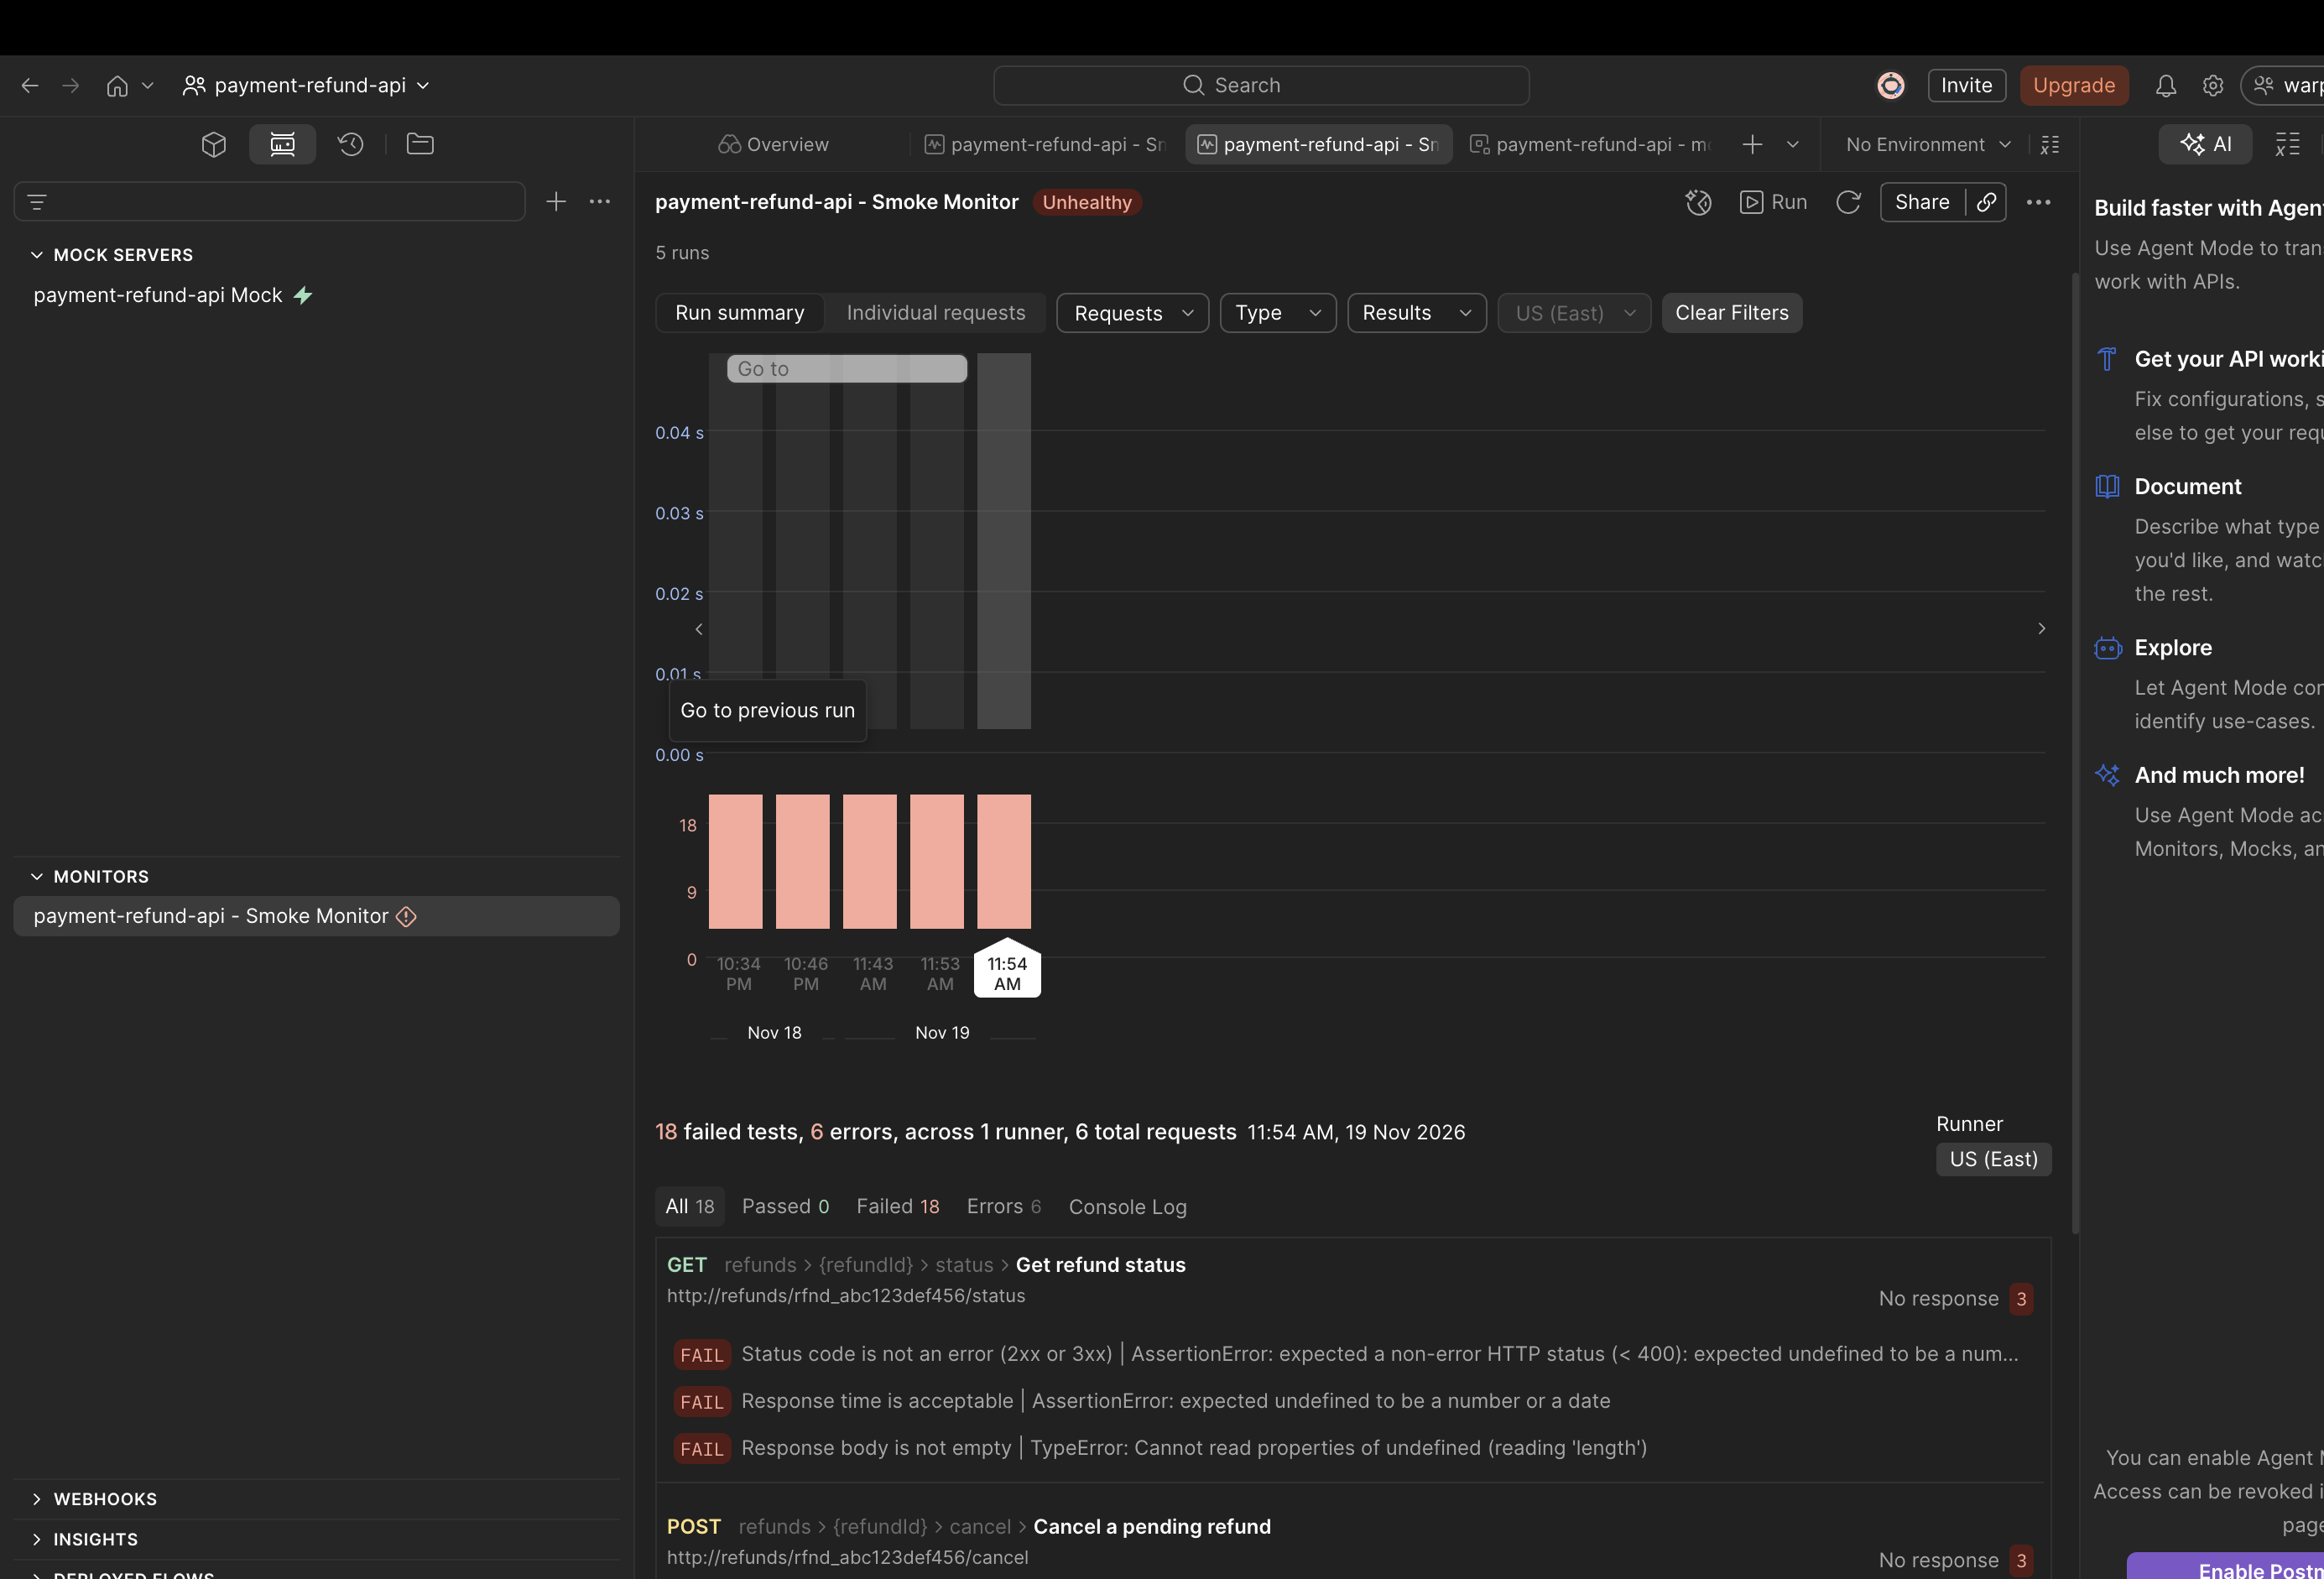 payment-refund-api
Search
Invite
Upgrade
Overview
payment-refund-api - Sm
payment-refund-api - Sm
payment-refund-api - mo
No Environment
AI
payment-refund-api - Smoke Monitor
Unhealthy
Run
Share
5 runs
MOCK SERVERS
payment-refund-api Mock
MONITORS
payment-refund-api - Smoke Monitor
WEBHOOKS
INSIGHTS
DEPLOYED FLOWS
Run summary
Individual requests
Requests
Type
Results
US (East)
Clear Filters
Go to
0.04 s
0.03 s
0.02 s
0.01 s
Go to previous run
0.00 s
18
9
0
10:34 PM
10:46 PM
11:43 AM
11:53 AM
11:54 AM
Nov 18
Nov 19
18 failed tests, 6 errors, across 1 runner, 6 total requests 11:54 AM, 19 Nov 2026
Runner
US (East)
All 18
Passed 0
Failed 18
Errors 6
Console Log
GET refunds > {refundId} > status > Get refund status
http://refunds/rfnd_abc123def456/status
No response 3
FAIL Status code is not an error (2xx or 3xx) | AssertionError: expected a non-error HTTP status (< 400): expected undefined to be a num...
FAIL Response time is acceptable | AssertionError: expected undefined to be a number or a date
FAIL Response body is not empty | TypeError: Cannot read properties of undefined (reading 'length')
POST refunds > {refundId} > cancel > Cancel a pending refund
http://refunds/rfnd_abc123def456/cancel
No response 3
Build faster with Agen
Use Agent Mode to tran
work with APIs.
Get your API worki
Fix configurations, s
else to get your requ
Document
Describe what type
you'd like, and watc
the rest.
Explore
Let Agent Mode con
identify use-cases.
And much more!
Use Agent Mode ac
Monitors, Mocks, an
You can enable Agent
Access can be revoked i
page
Enable Postm